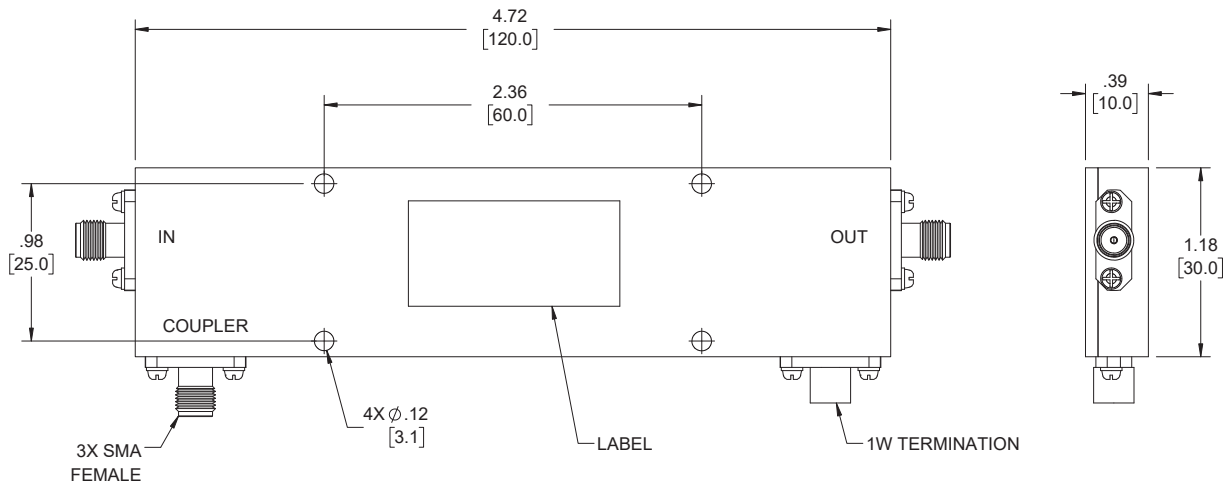 4.72
[120.0]
2.36
[60.0]
.39
[10.0]
.98
[25.0]
IN
OUT
1.18
[30.0]
COUPLER
4X ⌀.12
[3.1]
3X SMA
FEMALE
LABEL
1W TERMINATION